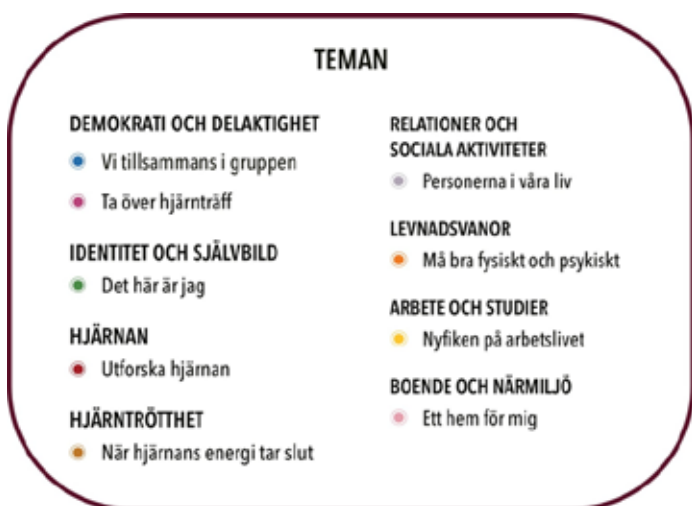 TEMAN
DEMOKRATI OCH DELAKTIGHET
Vi tillsammans i gruppen
Ta över hjärnträff
IDENTITET OCH SJÄLVBILD
Det här är jag
HJÄRNAN
Utforska hjärnan
HJÄRNTRÖTTHET
När hjärnans energi tar slut
RELATIONER OCH
SOCIALA AKTIVITETER
Personerna i våra liv
LEVNADSVANOR
Må bra fysiskt och psykiskt
ARBETE OCH STUDIER
Nyfiken på arbetslivet
BOENDE OCH NÄRMILJÖ
Ett hem för mig